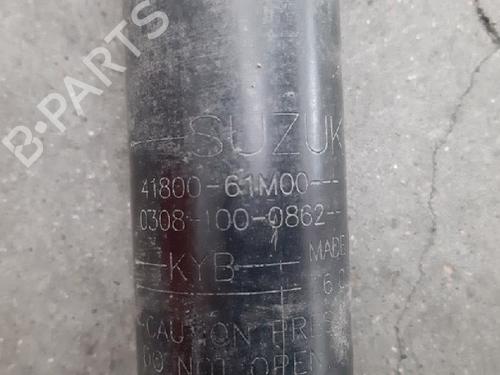 B-PARTS
SUZUK
41800-61M00---
0308-100-0862--
KYB
MADE
CAUTION PRES
DO NOT OPEN